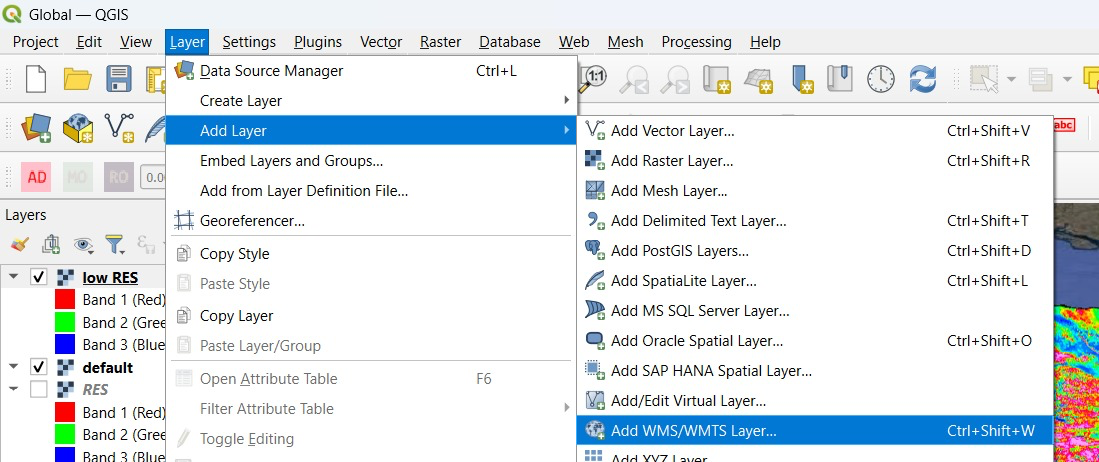 Global — QGIS
Project Edit View Layer Settings Plugins Vector Raster Database Web Mesh Processing Help
Data Source Manager Ctrl+L
1:1
Create Layer
Add Layer
abc
Add Vector Layer... Ctrl+Shift+V
Embed Layers and Groups...
Add Raster Layer... Ctrl+Shift+R
AD MO RO 0.0
Add from Layer Definition File...
Add Mesh Layer...
Layers
Georeferencer...
Add Delimited Text Layer... Ctrl+Shift+T
Copy Style
Add PostGIS Layers... Ctrl+Shift+D
low RES
Paste Style
Add SpatiaLite Layer... Ctrl+Shift+L
Band 1 (Red)
Band 2 (Gree
Copy Layer
Add MS SQL Server Layer...
Band 3 (Blue
Paste Layer/Group
Add Oracle Spatial Layer... Ctrl+Shift+O
default
Open Attribute Table F6
Add SAP HANA Spatial Layer...
RES
Band 1 (Red)
Filter Attribute Table
Add/Edit Virtual Layer...
Band 2 (Gree
Toggle Editing
Add WMS/WMTS Layer... Ctrl+Shift+W
Band 3 (Blue
Add XYZ Layer